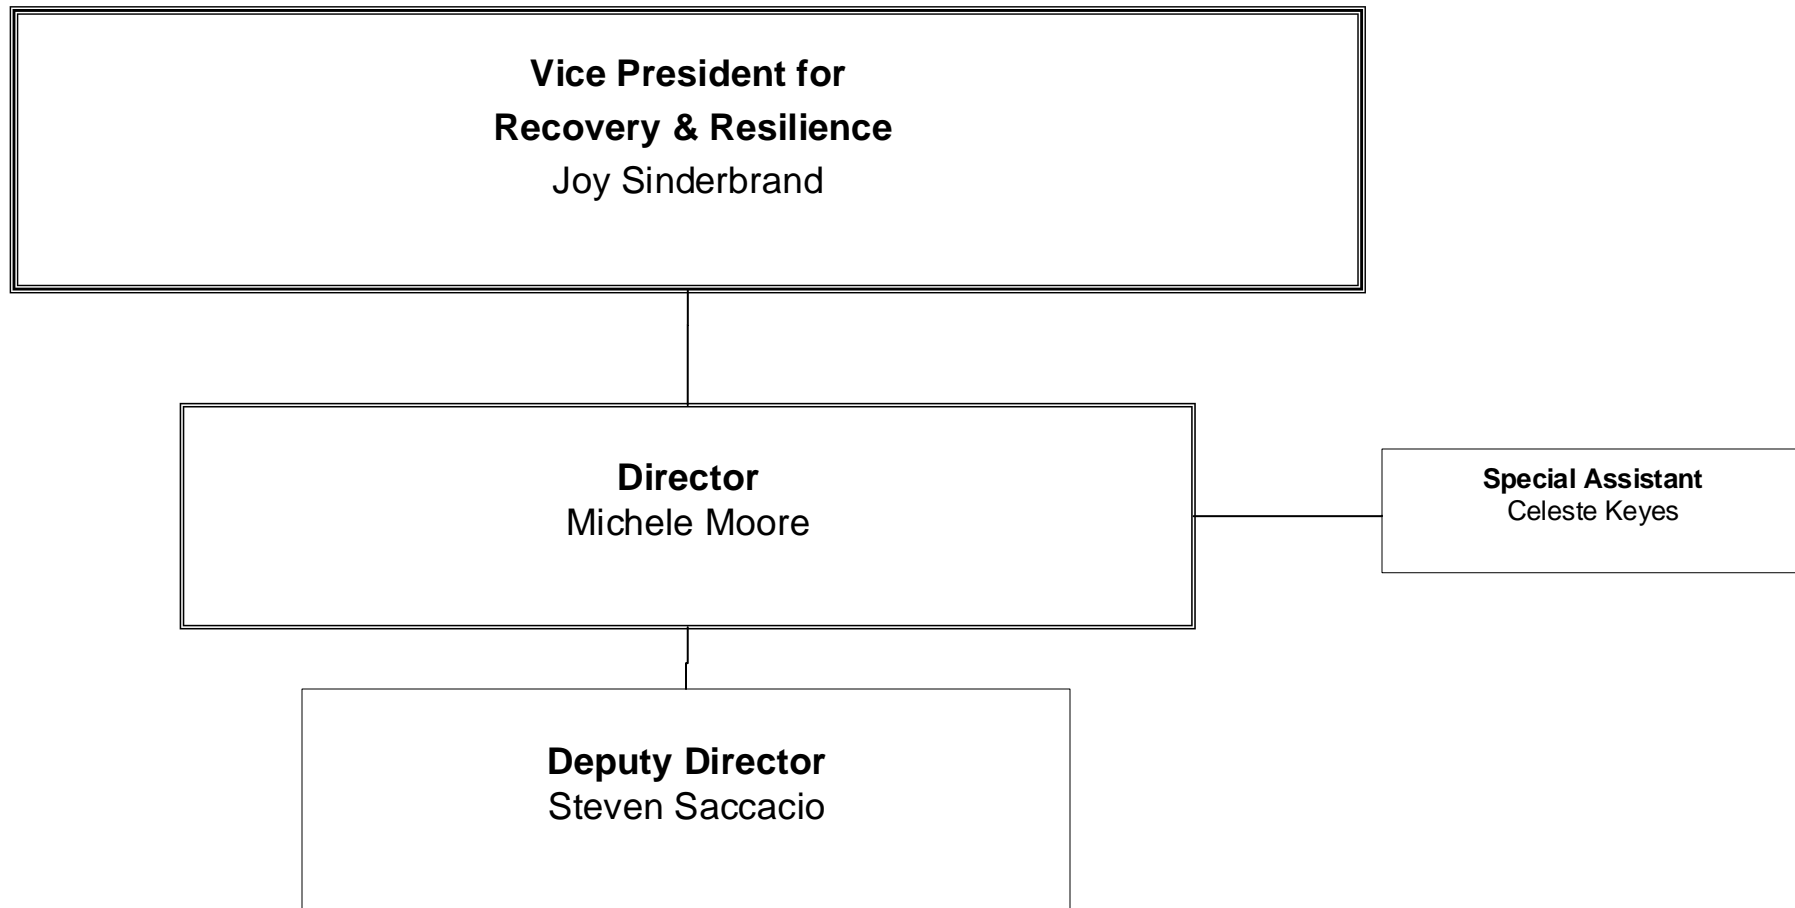 Vice President for
Recovery & Resilience
Joy Sinderbrand
Director
Michele Moore
Special Assistant
Celeste Keyes
Deputy Director
Steven Saccacio